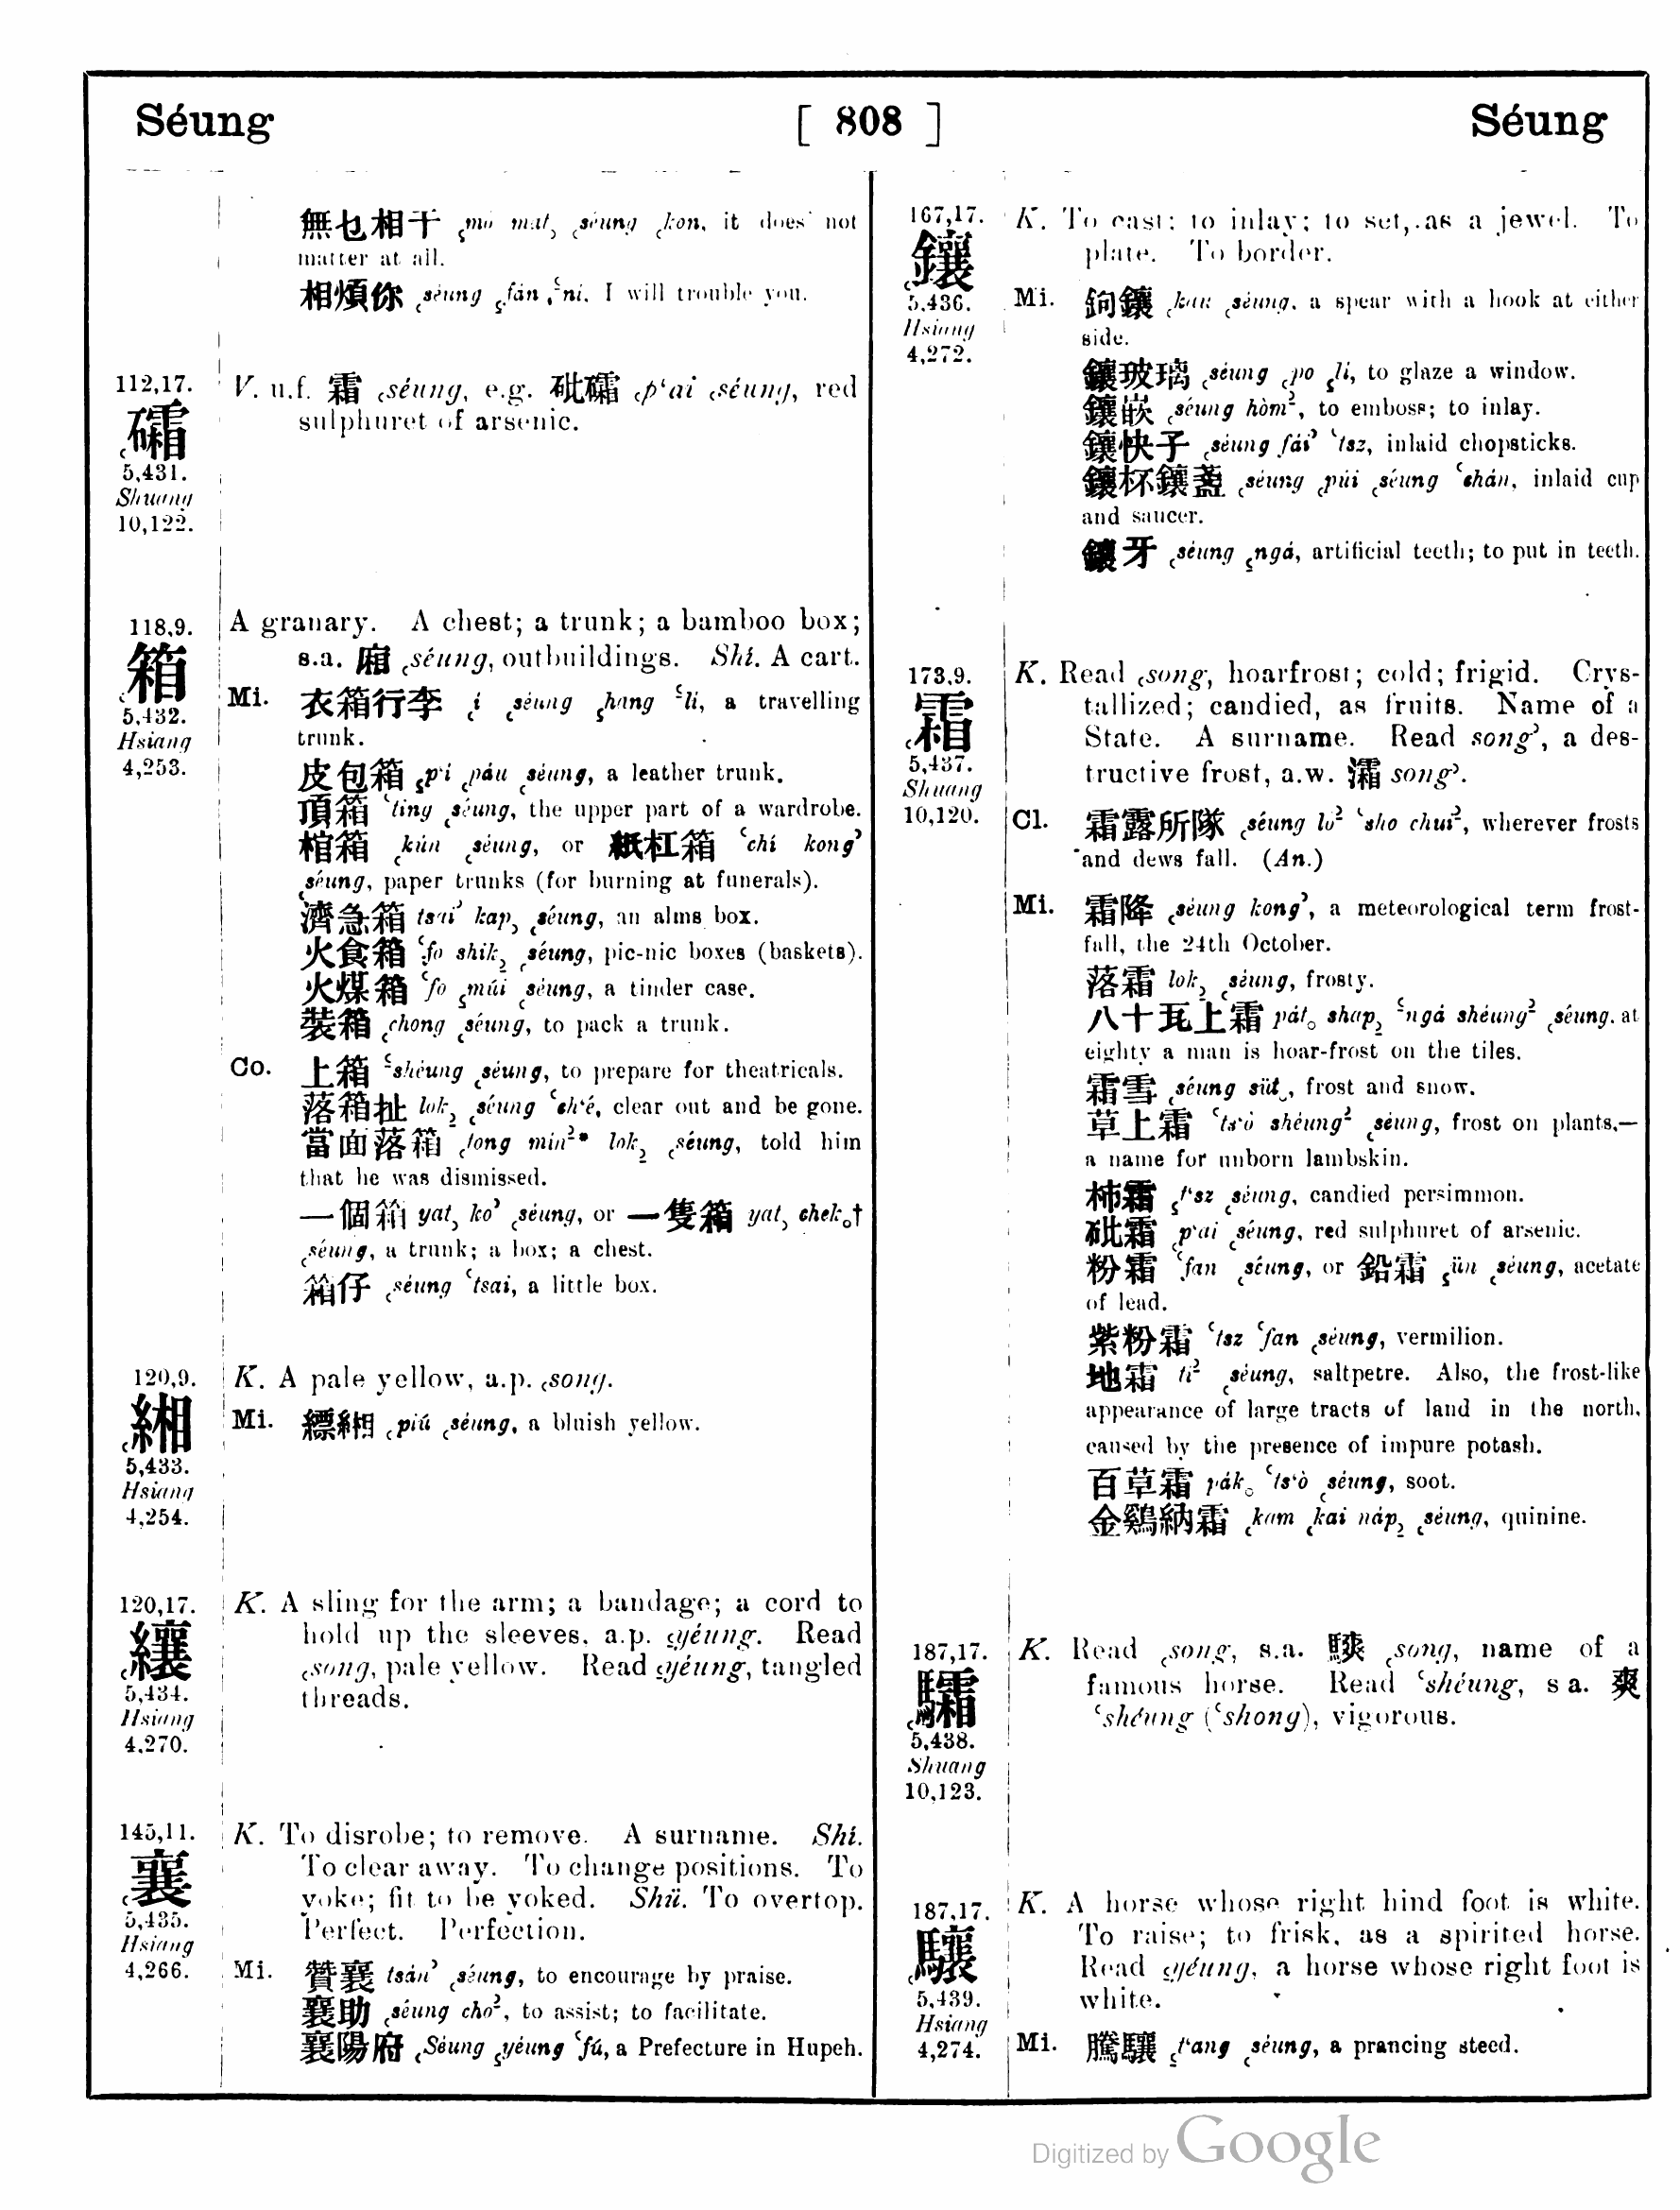 Séung [ 808 ] Séung
無乜相干 ꜀mò mat꜆ ꜀séung ꜀kon, it does not
matter at all.
相煩你 ꜀séung ꜁fán ꜂ní, I will trouble you.
112,17.
礵
5,431.
Shuang
10,122.
V. u.f. 霜 ꜀séung, e.g. 砒礵 ꜀p‘ai ꜀séung, red
sulphuret of arsenic.
118,9.
箱
5,432.
Hsiang
4,253.
A granary. A chest; a trunk; a bamboo box;
s.a. 廂 ꜀séung, outbuildings. Shí. A cart.
Mi. 衣箱行李 ꜀í ꜀séung ꜁hang ꜃lí, a travelling
trunk.
皮包箱 ꜁p‘í ꜀páu ꜀séung, a leather trunk.
頂箱 ꜂ting ꜀séung, the upper part of a wardrobe.
棺箱 ꜀kún ꜀séung, or 紙杠箱 ꜂chí kong꜄
꜀séung, paper trunks (for burning at funerals).
濟急箱 tsai꜄ kap꜆ ꜀séung, an alms box.
火食箱 ꜂fo shik꜇ ꜀séung, pic-nic boxes (baskets).
火煤箱 ꜂fo ꜁múi ꜀séung, a tinder case.
裝箱 ꜀chong ꜀séung, to pack a trunk.
Co. 上箱 ꜃shéung ꜀séung, to prepare for theatricals.
落箱扯 lok꜇ ꜀séung ꜂ch‘é, clear out and be gone.
當面落箱 ꜀tong mín꜅* lok꜇ ꜀séung, told him
that he was dismissed.
一個箱 yat꜆ ko꜄ ꜀séung, or 一隻箱 yat꜆ chek꜀†
꜀séung, a trunk; a box; a chest.
箱仔 ꜀séung ꜂tsai, a little box.
120,9.
緗
5,433.
Hsiang
4,254.
K. A pale yellow, a.p. ꜀song.
Mi. 縹緗 ꜀piú ꜀séung, a bluish yellow.
120,17.
纕
5,434.
Hsiang
4,270.
K. A sling for the arm; a bandage; a cord to
hold up the sleeves, a.p. ꜁yéung. Read
꜀song, pale yellow. Read ꜁yéung, tangled
threads.
145,11.
襄
5,435.
Hsiang
4,266.
K. To disrobe; to remove. A surname. Shí.
To clear away. To change positions. To
yoke; fit to be yoked. Shü. To overtop.
Perfect. Perfection.
Mi. 贊襄 tsán꜄ ꜀séung, to encourage by praise.
襄助 ꜀séung cho꜅, to assist; to facilitate.
襄陽府 ꜀Séung ꜁yéung ꜂fú, a Prefecture in Hupeh.
167,17.
鑲
5,436.
Hsiang
4,272.
K. To cast; to inlay; to set, as a jewel. To
plate. To border.
Mi. 鉤鑲 ꜀kau ꜀séung, a spear with a hook at either
side.
鑲玻璃 ꜀séung ꜀po ꜁lí, to glaze a window.
鑲嵌 ꜀séung hòm꜅, to emboss; to inlay.
鑲快子 ꜀séung fái꜄ ꜂tsz, inlaid chopsticks.
鑲杯鑲盞 ꜀séung ꜀púi ꜀séung ꜂chán, inlaid cup
and saucer.
鑲牙 ꜀séung ꜁ngá, artificial teeth; to put in teeth.
173,9.
霜
5,437.
Shuang
10,120.
K. Read ꜀song, hoarfrost; cold; frigid. Crys-
tallized; candied, as fruits. Name of a
State. A surname. Read song꜄, a des-
tructive frost, a.w. 灀 song꜄.
Cl. 霜露所隊 ꜀séung lo꜅ ꜂sho chui꜅, wherever frosts
and dews fall. (An.)
Mi. 霜降 ꜀séung kong꜄, a meteorological term frost-
fall, the 24th October.
落霜 lok꜇ ꜀séung, frosty.
八十瓦上霜 pát꜀ shap꜇ ꜃ngá shéung꜅ ꜀séung, at
eighty a man is hoar-frost on the tiles.
霜雪 ꜀séung süt꜀, frost and snow.
草上霜 ꜂ts‘ò shéung꜅ ꜀séung, frost on plants,—
a name for unborn lambskin.
柿霜 ꜁t‘sz ꜀séung, candied persimmon.
砒霜 ꜀p‘ai ꜀séung, red sulphuret of arsenic.
粉霜 ꜂fan ꜀séung, or 鉛霜 ꜁ün ꜀séung, acetate
of lead.
紫粉霜 ꜂tsz ꜂fan ꜀séung, vermilion.
地霜 tí꜅ ꜀séung, saltpetre. Also, the frost-like
appearance of large tracts of land in the north,
caused by the presence of impure potash.
百草霜 pák꜀ ꜂ts‘ò ꜀séung, soot.
金鷄納霜 ꜀kam ꜀kai náp꜇ ꜀séung, quinine.
187,17.
驦
5,438.
Shuang
10,123.
K. Read ꜀song, s.a. 騻 ꜀song, name of a
famous horse. Read ꜂shéung, s a. 爽
꜂shéung (꜂shong), vigorous.
187,17.
驤
5,439.
Hsiang
4,274.
K. A horse whose right hind foot is white.
To raise; to frisk, as a spirited horse.
Read ꜁yéung, a horse whose right foot is
white.
Mi. 騰驤 ꜁t‘ang ꜀séung, a prancing steed.
Digitized by Google